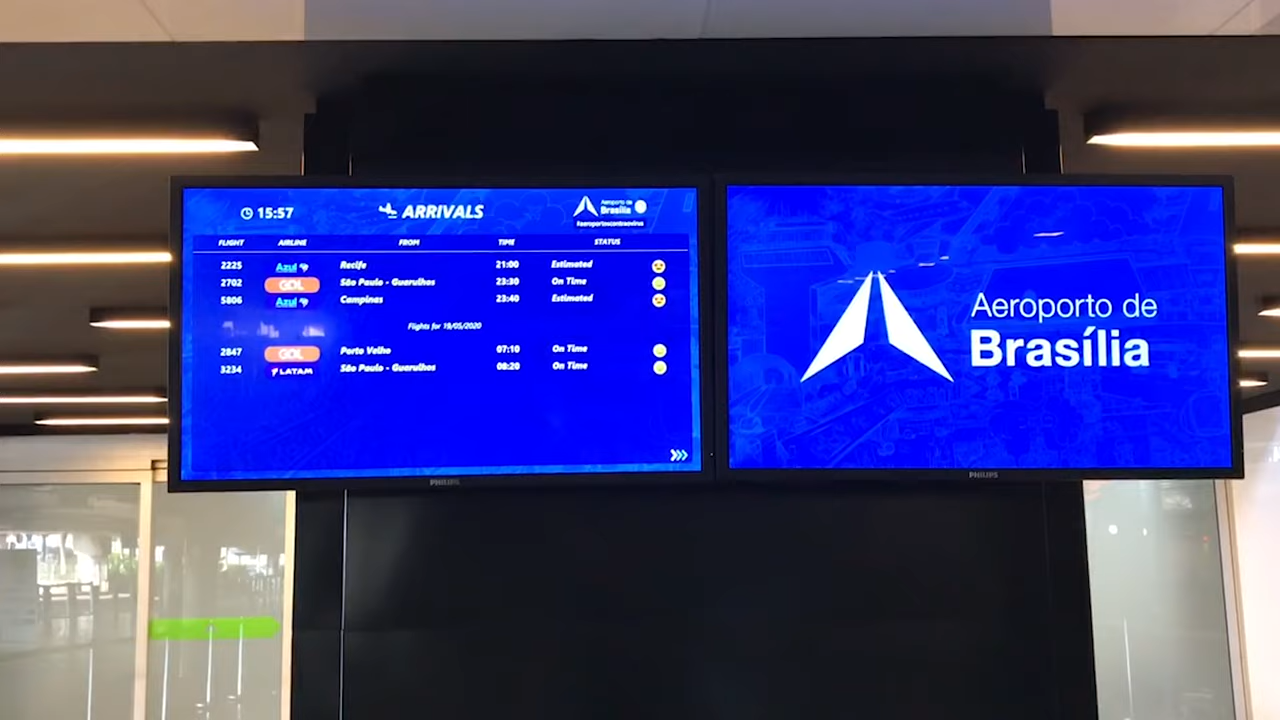 15:57 ARRIVALS Aeroporto de Brasília
#aeroportoscontraovirus
FLIGHT AIRLINE FROM TIME STATUS
2225 Azul Recife 21:00 Estimated
2702 GOL São Paulo - Guarulhos 23:30 On Time
5806 Azul Campinas 23:40 Estimated
Flights for 19/05/2020
2847 GOL Porto Velho 07:10 On Time
3234 LATAM São Paulo - Guarulhos 08:20 On Time
PHILIPS
Aeroporto de
Brasília
PHILIPS